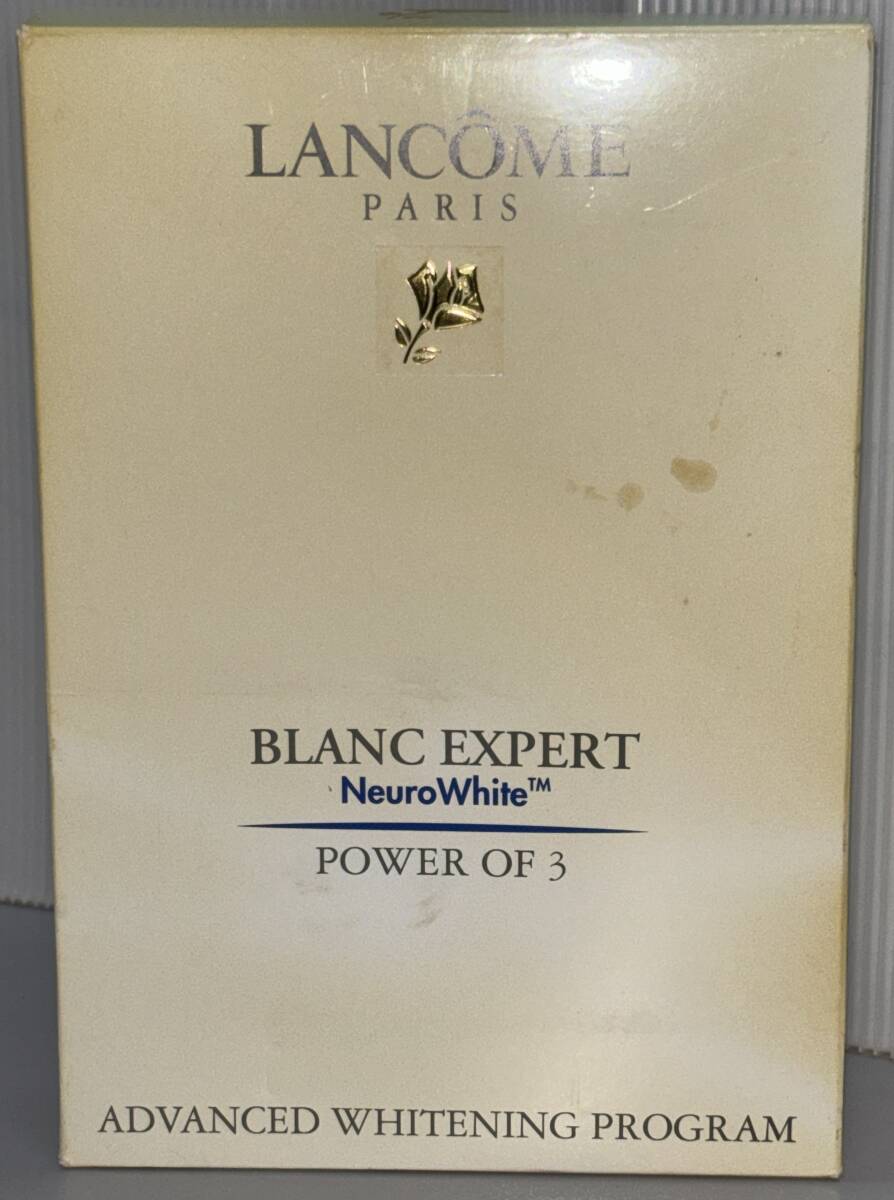 LANCÔME
PARIS
BLANC EXPERT
NeuroWhite™
POWER OF 3
ADVANCED WHITENING PROGRAM